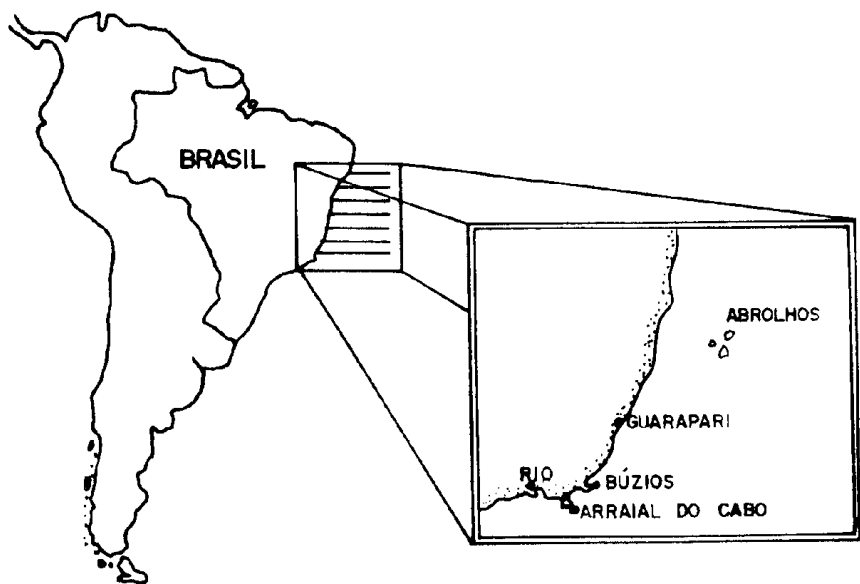 BRASIL
ABROLHOS
GUARAPARI
RIO
BÚZIOS
ARRAIAL DO CABO